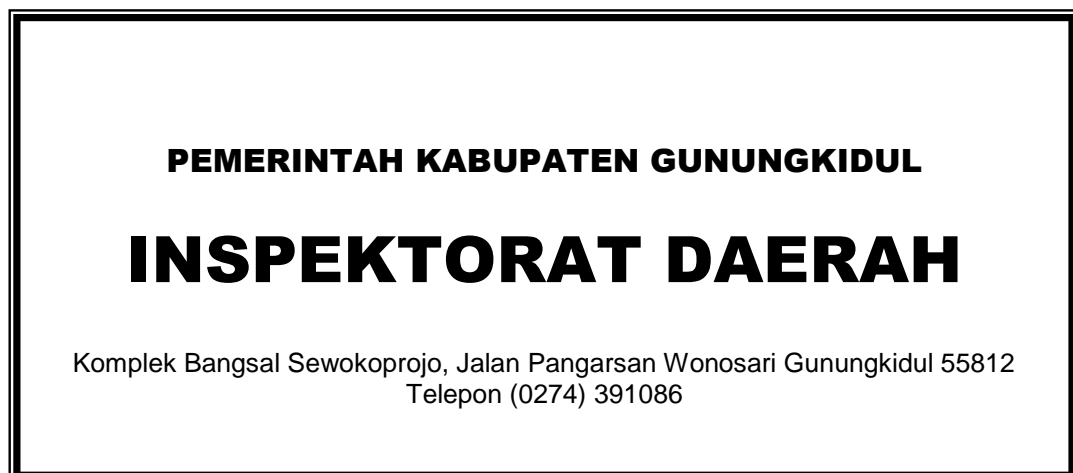 PEMERINTAH KABUPATEN GUNUNGKIDUL
INSPEKTORAT DAERAH
Komplek Bangsal Sewokoprojo, Jalan Pangarsan Wonosari Gunungkidul 55812
Telepon (0274) 391086